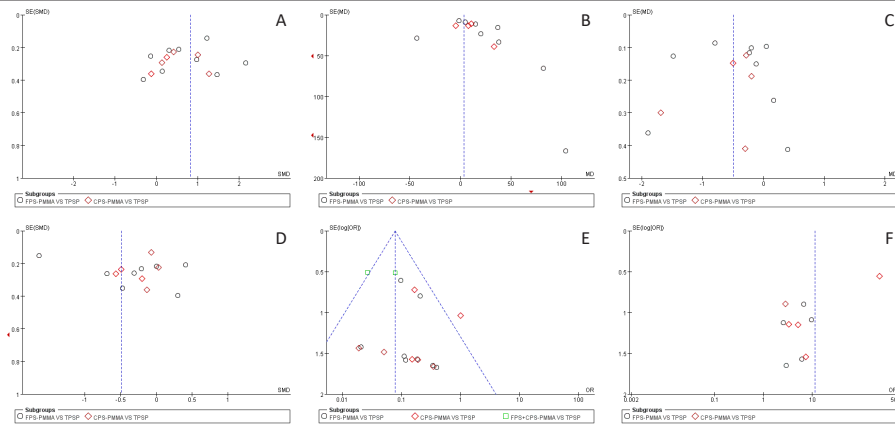 SE(SMD)
A
0
0.2
0.4
0.6
0.8
1
-2
-1
0
1
2
SMD
Subgroups
FPS-PMMA VS TPSP
CPS-PMMA VS TPSP
SE(MD)
B
0
50
100
150
200
-100
-50
0
50
100
MD
Subgroups
FPS-PMMA VS TPSP
CPS-PMMA VS TPSP
SE(MD)
C
0
0.1
0.2
0.3
0.4
0.5
-2
-1
0
1
2
MD
Subgroups
FPS-PMMA VS TPSP
CPS-PMMA VS TPSP
SE(SMD)
D
0
0.2
0.4
0.6
0.8
1
-1
-0.5
0
0.5
1
SMD
Subgroups
FPS-PMMA VS TPSP
CPS-PMMA VS TPSP
SE(log[OR])
E
0
0.5
1
1.5
2
0.01
0.1
1
10
100
OR
Subgroups
FPS-PMMA VS TPSP
CPS-PMMA VS TPSP
FPS+CPS-PMMA VS TPSP
SE(log[OR])
F
0
0.5
1
1.5
2
0.002
0.1
1
10
OR
Subgroups
FPS-PMMA VS TPSP
CPS-PMMA VS TPSP